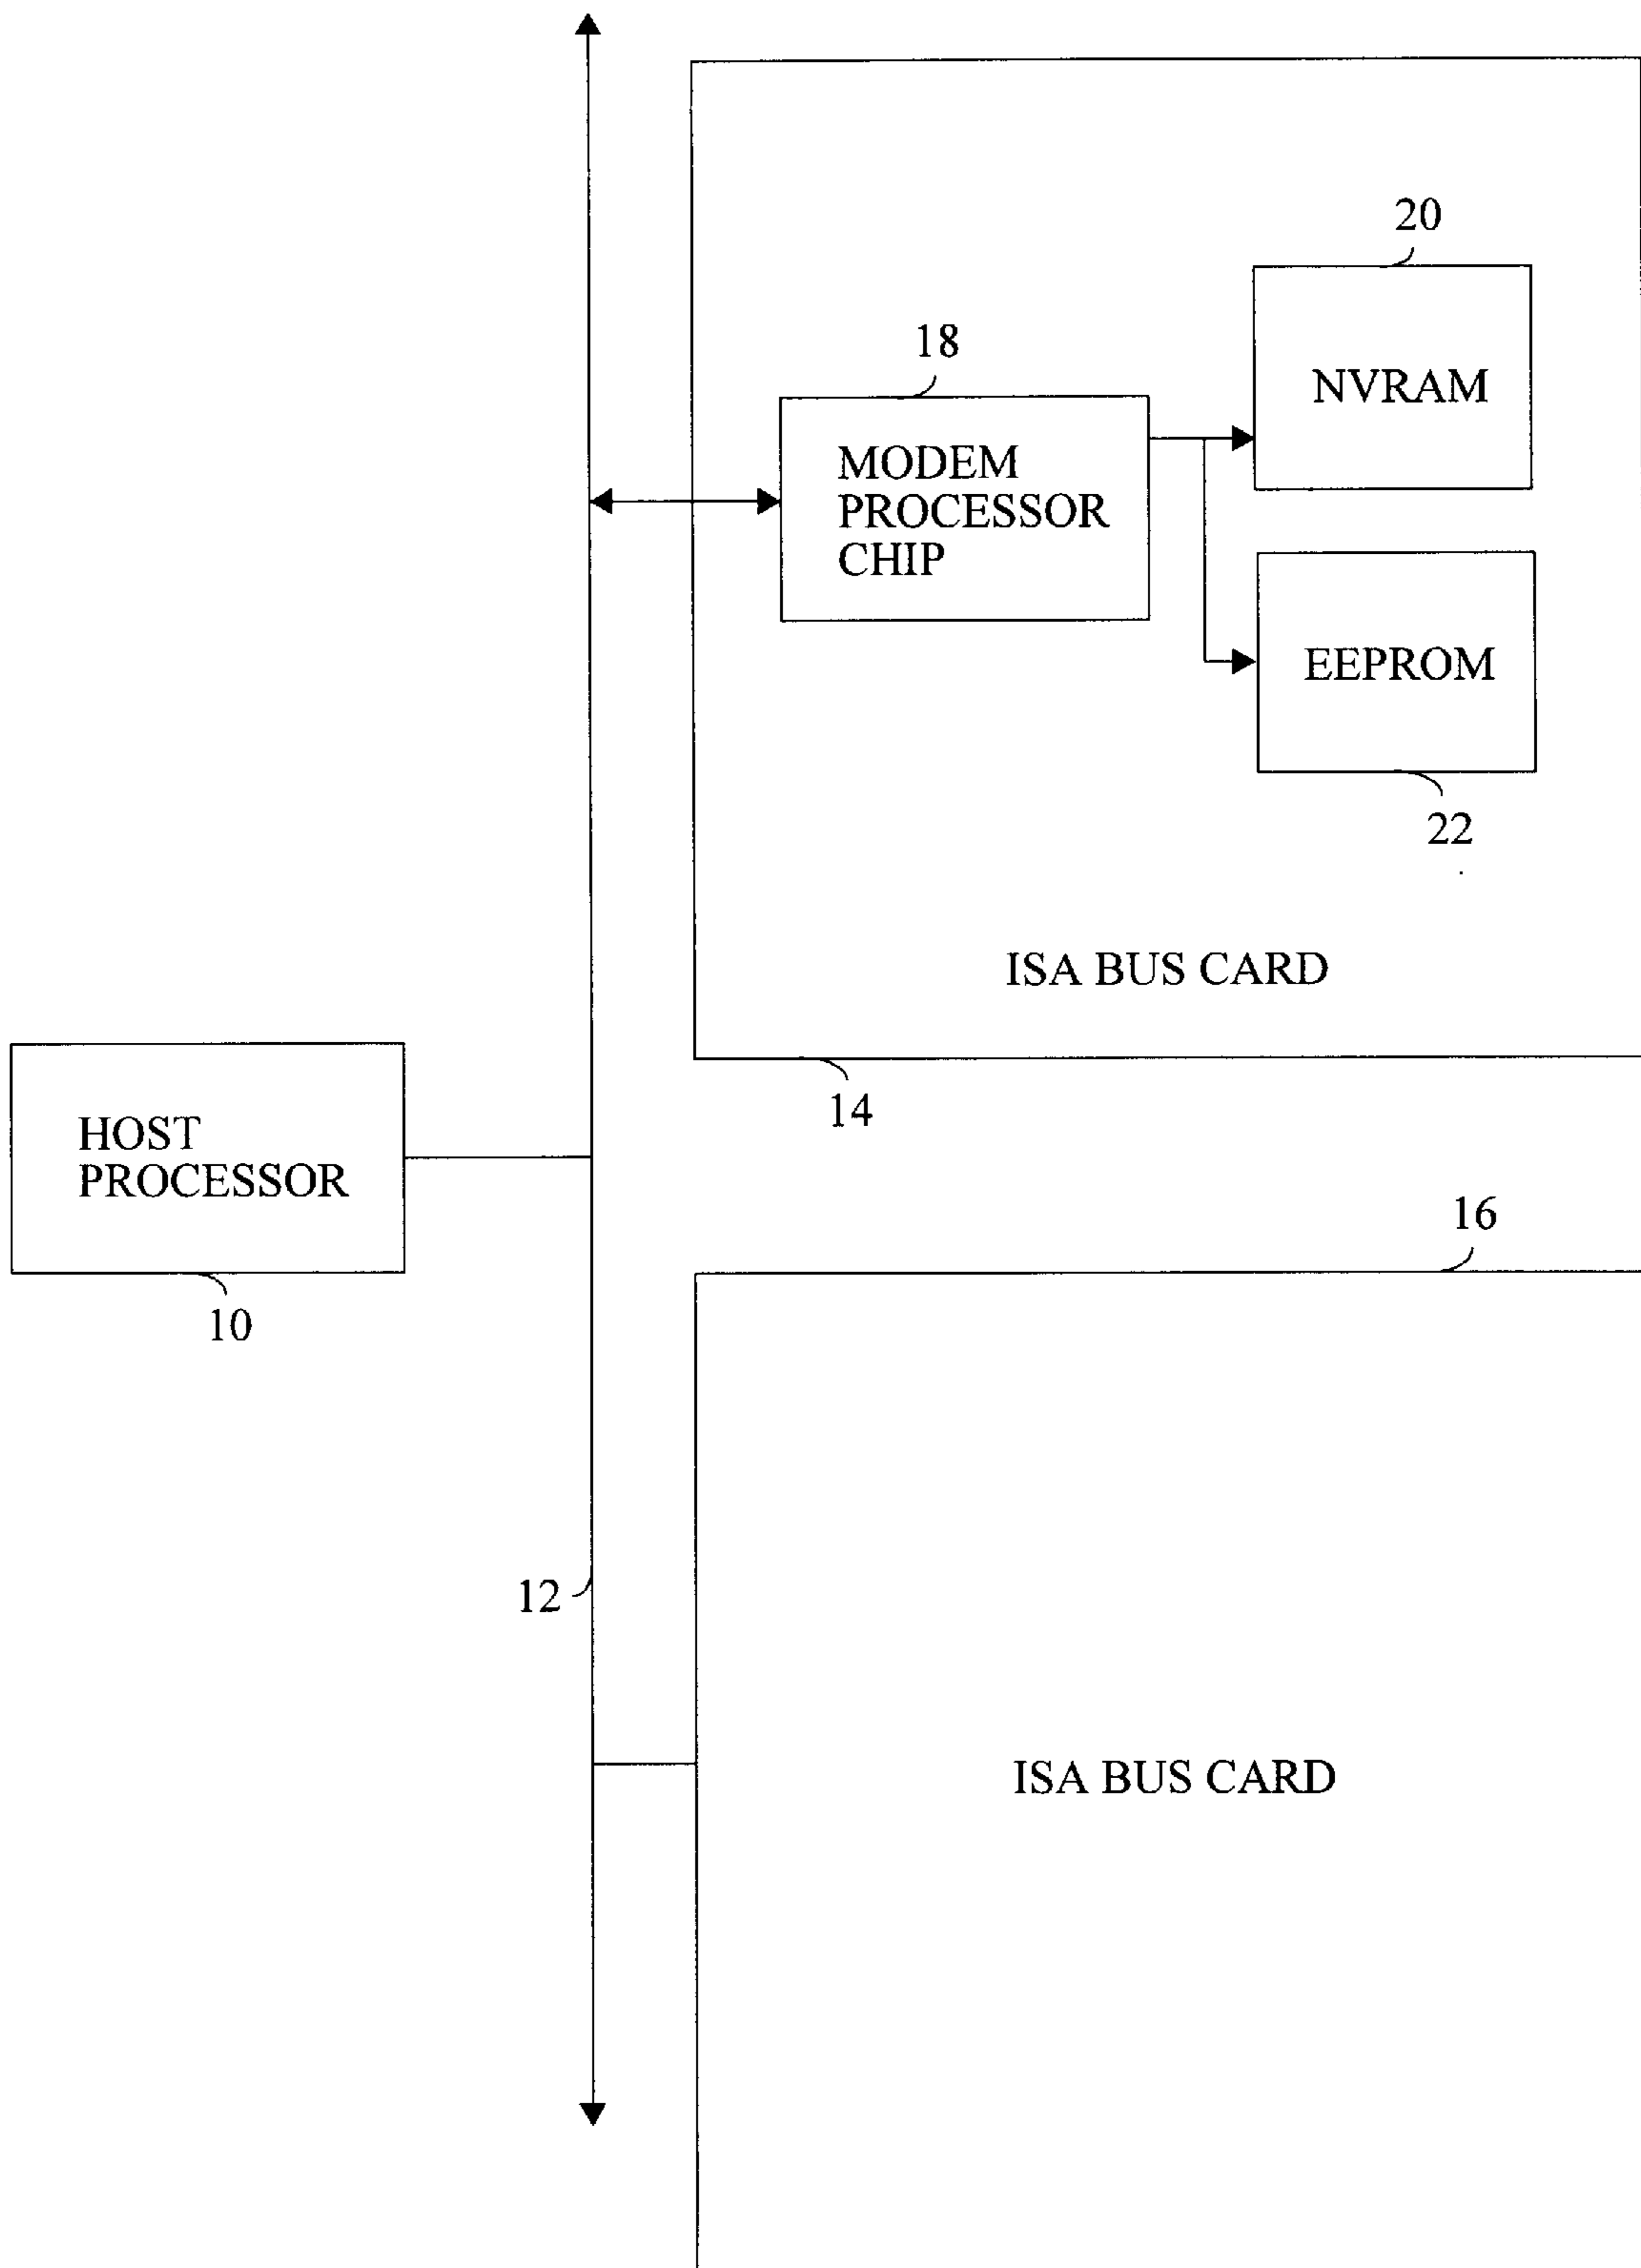 20
18
NVRAM
MODEM
PROCESSOR
CHIP
EEPROM
22
ISA BUS CARD
14
HOST
PROCESSOR
16
10
12
ISA BUS CARD